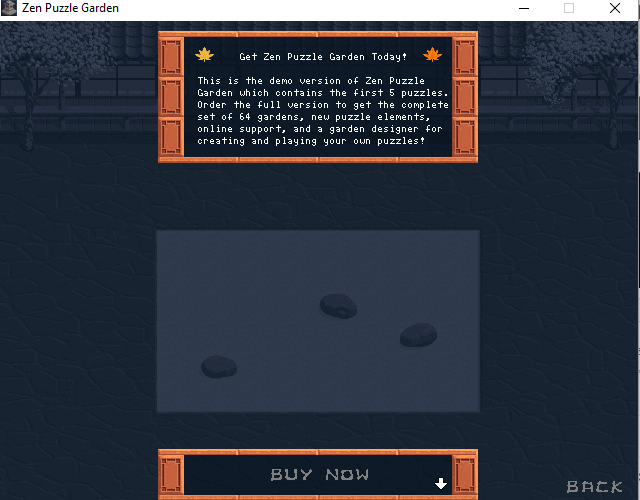 Zen Puzzle Garden
Get Zen Puzzle Garden Today!
This is the demo version of Zen Puzzle
Garden which contains the first 5 puzzles.
Order the full version to get the complete
set of 64 gardens, new puzzle elements,
online support, and a garden designer for
creating and playing your own puzzles!
BUY NOW
BACK